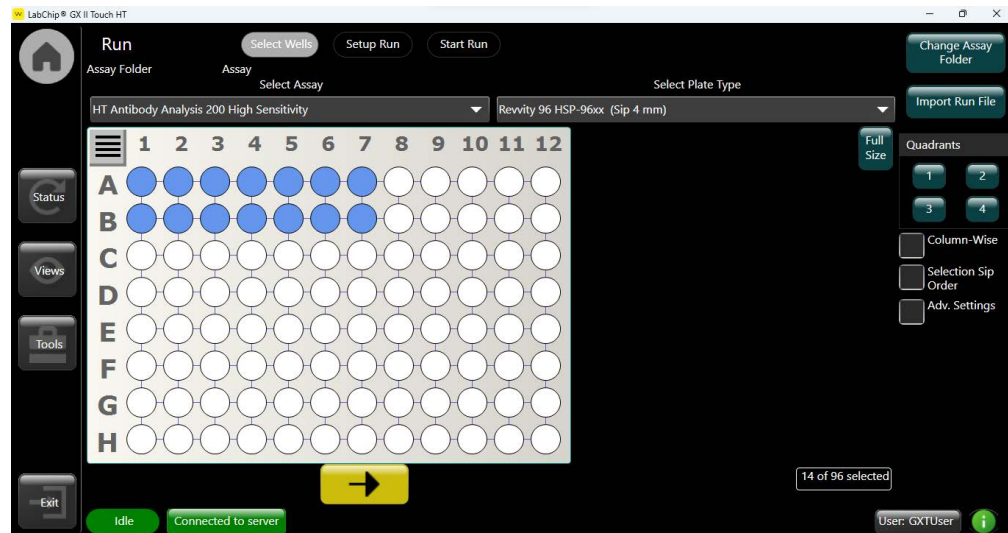 LabChip® GX II Touch HT
Run
Select Wells
Setup Run
Start Run
Change Assay
Folder
Assay Folder
Assay
Select Assay
Select Plate Type
HT Antibody Analysis 200 High Sensitivity
Revvity 96 HSP-96xx (Sip 4 mm)
Import Run File
1 2 3 4 5 6 7 8 9 10 11 12
Full
Size
Quadrants
A
B
C
D
E
F
G
H
1
2
3
4
Status
Views
Tools
Exit
Column-Wise
Selection Sip
Order
Adv. Settings
14 of 96 selected
Idle
Connected to server
User: GXTUser
i